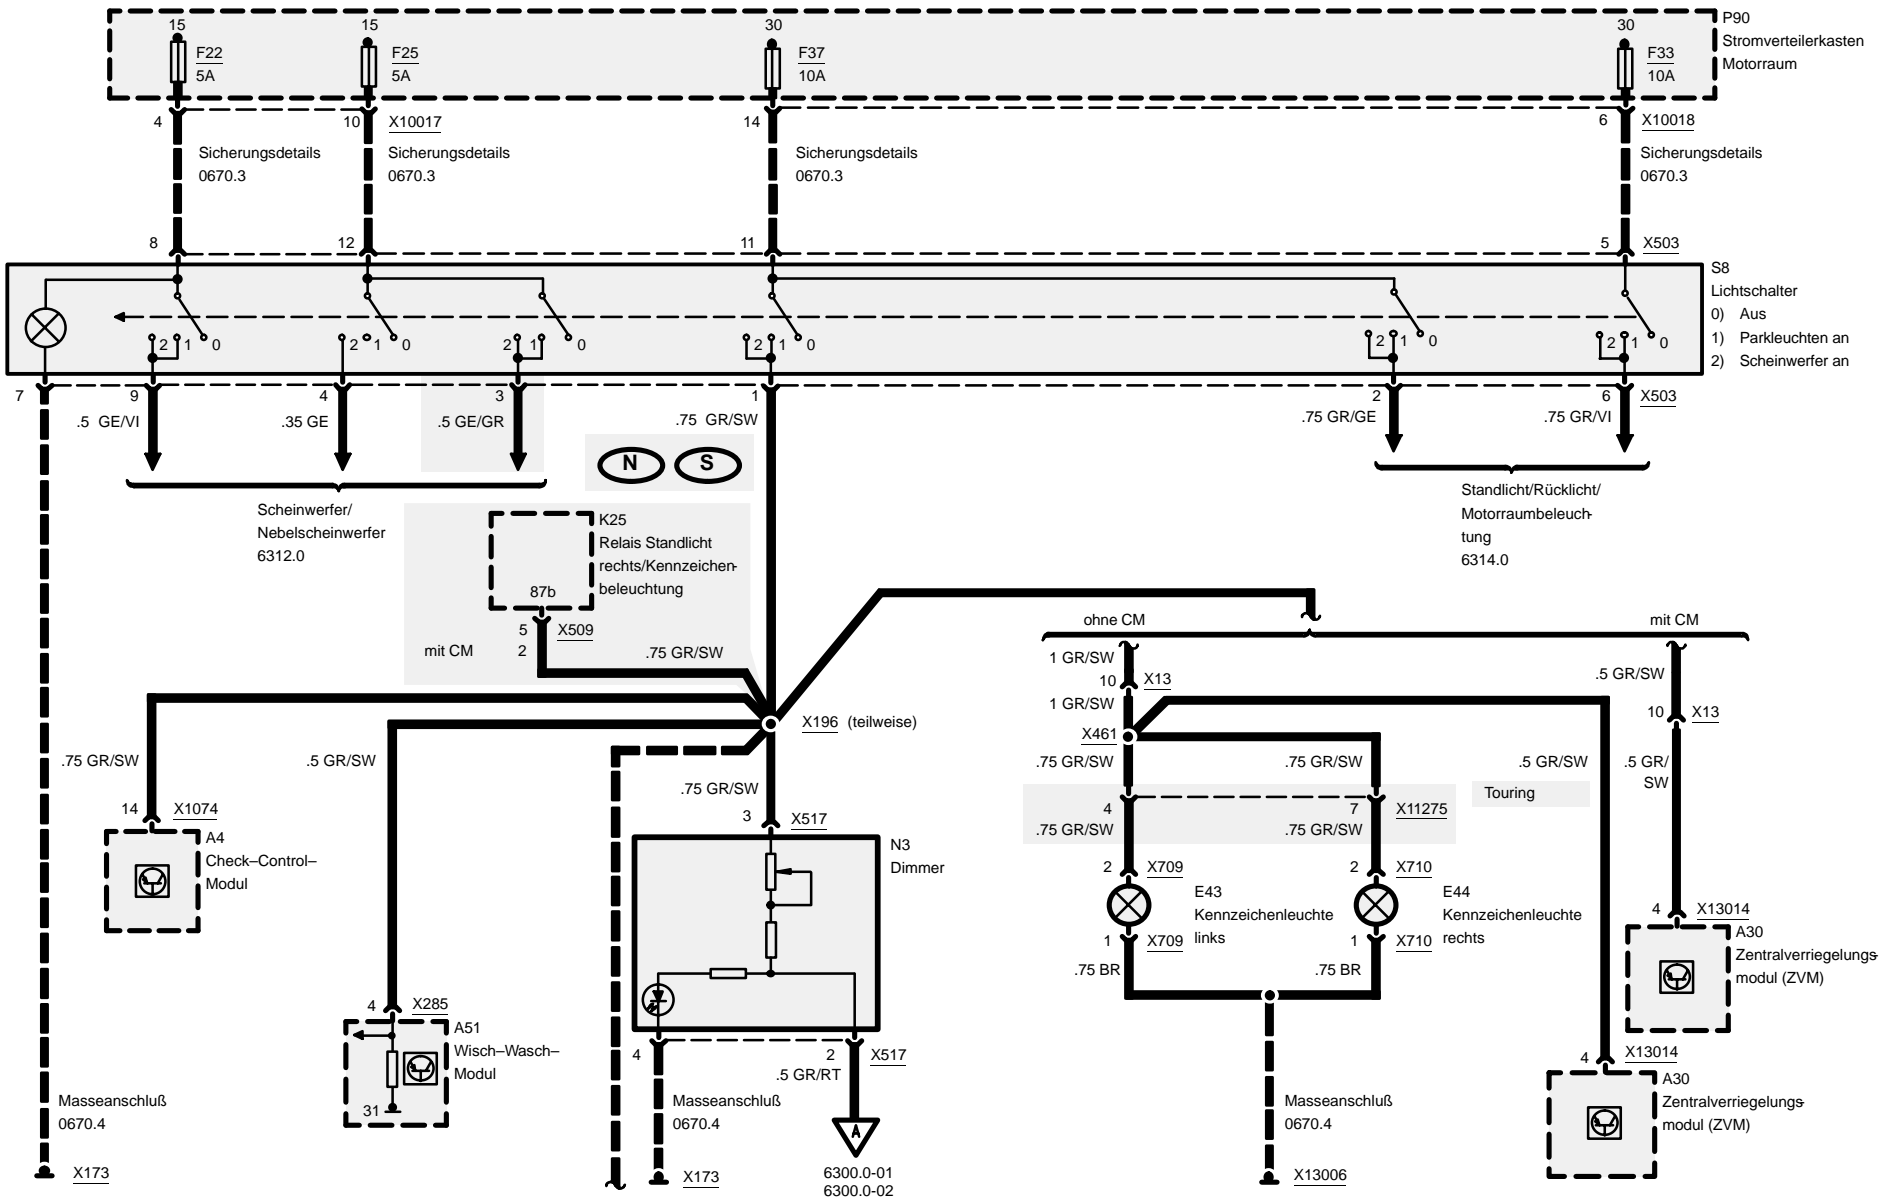 15
15
30
30
P90
Stromverteilerkasten
Motorraum
F22
5A
F25
5A
F37
10A
F33
10A
4
10
X10017
14
6
X10018
Sicherungsdetails
0670.3
Sicherungsdetails
0670.3
Sicherungsdetails
0670.3
Sicherungsdetails
0670.3
8
12
11
5
X503
S8
Lichtschalter
0) Aus
1) Parkleuchten an
2) Scheinwerfer an
2 1 0
2 1 0
2 1 0
2 1 0
2 1 0
2 1 0
7
9
4
3
1
2
6
X503
.5 GE/VI
.35 GE
.5 GE/GR
.75 GR/SW
.75 GR/GE
.75 GR/VI
N
S
Scheinwerfer/
Nebelscheinwerfer
6312.0
Standlicht/Rücklicht/
Motorraumbeleuch-
tung
6314.0
K25
Relais Standlicht
rechts/Kennzeichen-
beleuchtung
87b
5
X509
mit CM
2
.75 GR/SW
ohne CM
mit CM
1 GR/SW
10
X13
1 GR/SW
.5 GR/SW
10
X13
X196 (teilweise)
X461
.75 GR/SW
.5 GR/SW
.75 GR/SW
.75 GR/SW
.75 GR/SW
.5 GR/SW
.5 GR/
SW
Touring
14
X1074
3
X517
4
7
X11275
.75 GR/SW
.75 GR/SW
A4
Check–Control–
Modul
N3
Dimmer
2
X709
2
X710
E43
Kennzeichenleuchte
links
E44
Kennzeichenleuchte
rechts
1
X709
1
X710
.75 BR
.75 BR
4
X13014
A30
Zentralverriegelungs-
modul (ZVM)
4
X285
A51
Wisch–Wasch–
Modul
31
4
2
X517
.5 GR/RT
4
X13014
A30
Zentralverriegelungs-
modul (ZVM)
Masseanschluß
0670.4
X173
Masseanschluß
0670.4
X173
A
6300.0-01
6300.0-02
Masseanschluß
0670.4
X13006